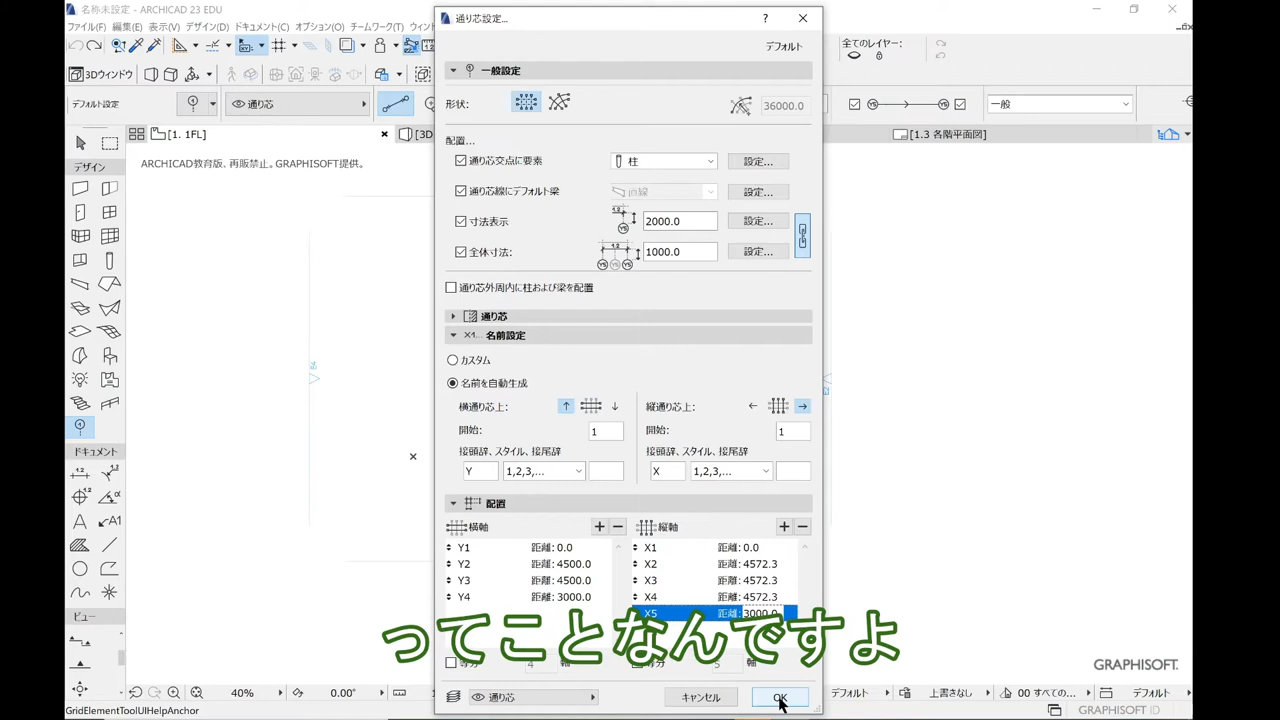 名称未設定 - ARCHICAD 23 EDU
ファイル(F) 編集(E) 表示(V) デザイン(D) ドキュメント(C) オプション(O) チームワーク(T) ウィント
通り芯設定...
?
デフォルト
全てのレイヤー:
3Dウィンドウ
デフォルト設定
通り芯
一般
[1. 1FL]
[3D
[1.3 各階平面図]
ARCHICAD教育版、再販禁止。GRAPHISOFT提供。
デザイン
ドキュメント
ビュー
一般設定
形状:
36000.0
配置...
通り芯交点に要素
柱
設定...
通り芯線にデフォルト梁
直線
設定...
寸法表示
2000.0
設定...
全体寸法:
1000.0
設定...
通り芯外周内に柱および梁を配置
通り芯
X1... 名前設定
カスタム
名前を自動生成
横通り芯上:
縦通り芯上:
開始:
1
開始:
1
接頭辞、スタイル、接尾辞
接頭辞、スタイル、接尾辞
Y
1,2,3,...
X
1,2,3,...
配置
横軸
縦軸
Y1 距離: 0.0
X1 距離: 0.0
Y2 距離: 4500.0
X2 距離: 4572.3
Y3 距離: 4500.0
X3 距離: 4572.3
Y4 距離: 3000.0
X4 距離: 4572.3
X5 距離: 3000.0
ってことなんですよ
GRAPHISOFT.
通り芯
キャンセル
OK
40%
0.00°
デフォルト
上書きなし
00 すべての...
デフォルト
GridElementToolUIHelpAnchor
GRAPHISOFT ID